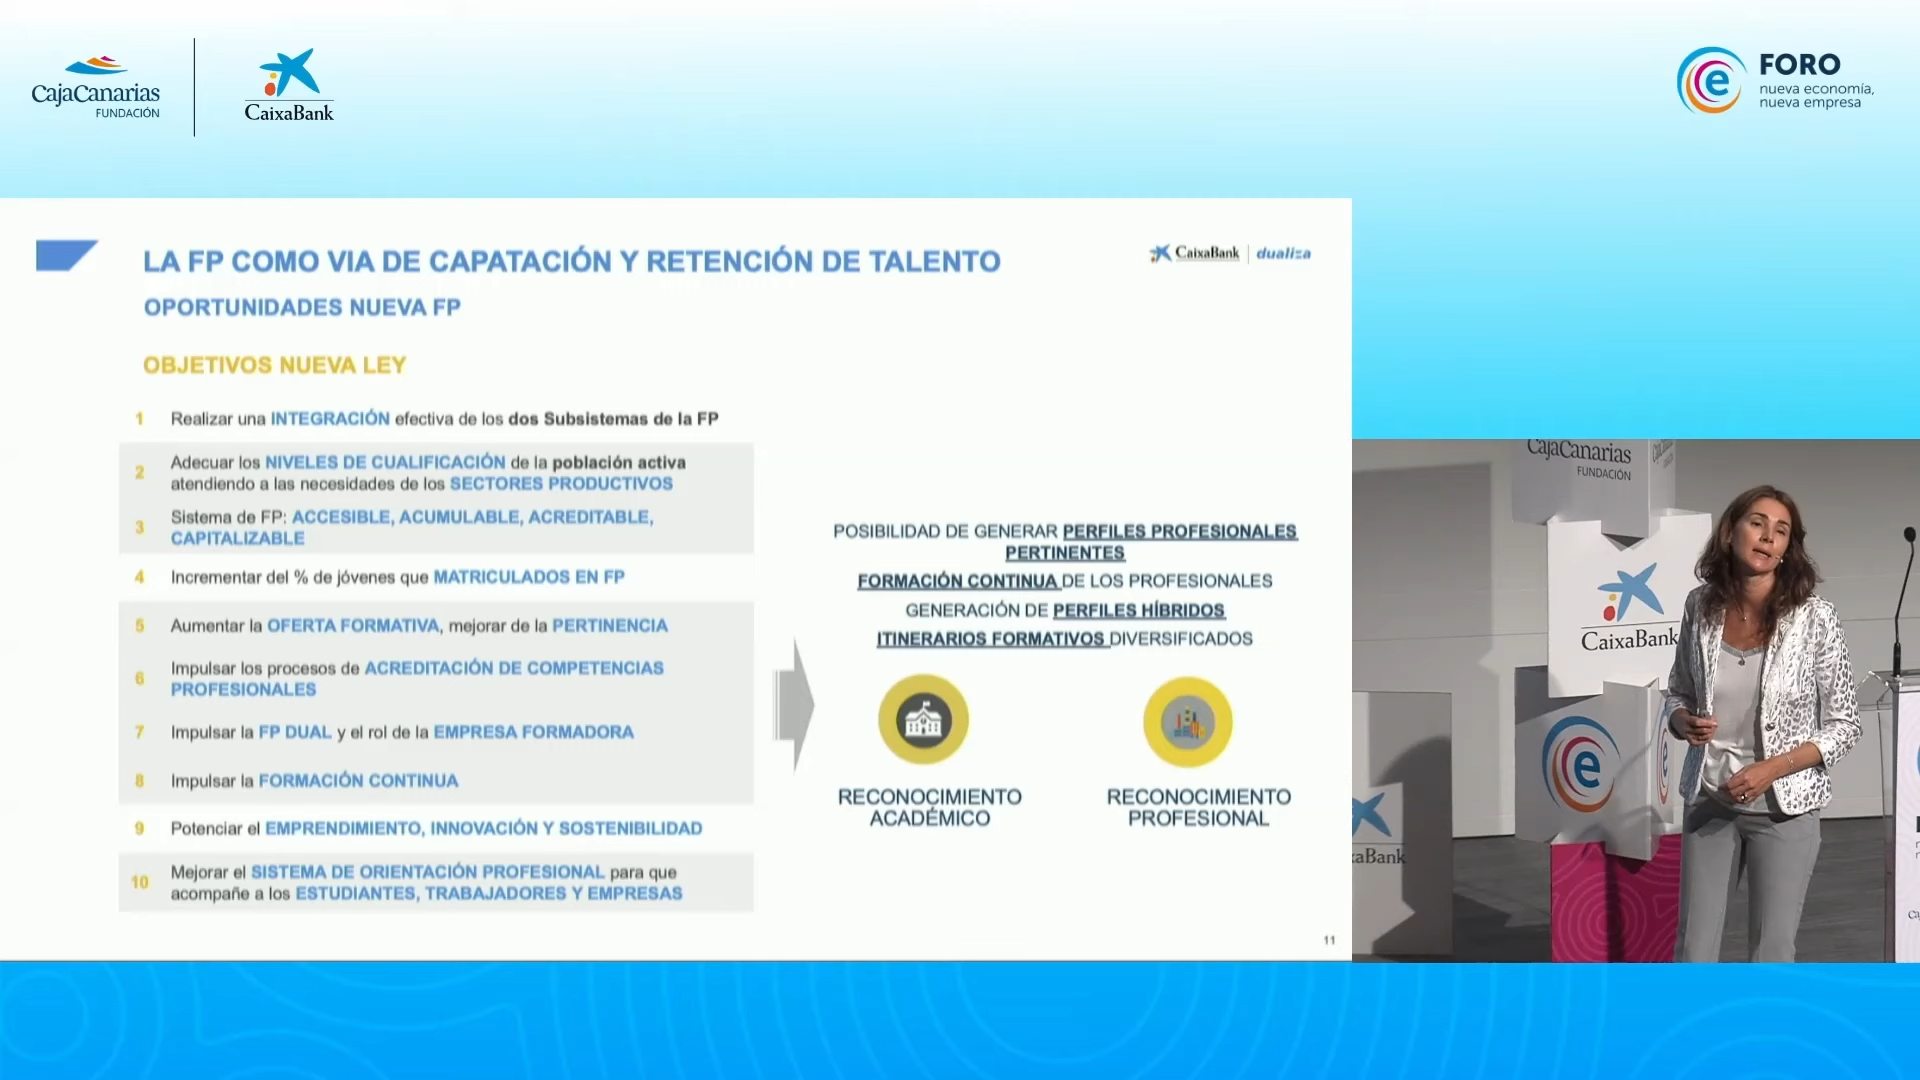 CajaCanarias
FUNDACIÓN
CaixaBank
e
FORO
nueva economía,
nueva empresa
LA FP COMO VIA DE CAPATACIÓN Y RETENCIÓN DE TALENTO
CaixaBank dualiza
OPORTUNIDADES NUEVA FP
OBJETIVOS NUEVA LEY
1 Realizar una INTEGRACIÓN efectiva de los dos Subsistemas de la FP
2 Adecuar los NIVELES DE CUALIFICACIÓN de la población activa
atendiendo a las necesidades de los SECTORES PRODUCTIVOS
3 Sistema de FP: ACCESIBLE, ACUMULABLE, ACREDITABLE,
CAPITALIZABLE
4 Incrementar del % de jóvenes que MATRICULADOS EN FP
5 Aumentar la OFERTA FORMATIVA, mejorar de la PERTINENCIA
6 Impulsar los procesos de ACREDITACIÓN DE COMPETENCIAS
PROFESIONALES
7 Impulsar la FP DUAL y el rol de la EMPRESA FORMADORA
8 Impulsar la FORMACIÓN CONTINUA
9 Potenciar el EMPRENDIMIENTO, INNOVACIÓN Y SOSTENIBILIDAD
10 Mejorar el SISTEMA DE ORIENTACIÓN PROFESIONAL para que
acompañe a los ESTUDIANTES, TRABAJADORES Y EMPRESAS
POSIBILIDAD DE GENERAR PERFILES PROFESIONALES
PERTINENTES
FORMACIÓN CONTINUA DE LOS PROFESIONALES
GENERACIÓN DE PERFILES HÍBRIDOS
ITINERARIOS FORMATIVOS DIVERSIFICADOS
RECONOCIMIENTO
ACADÉMICO
RECONOCIMIENTO
PROFESIONAL
11
CajaCanarias
FUNDACIÓN
CaixaBank
e
xaBank